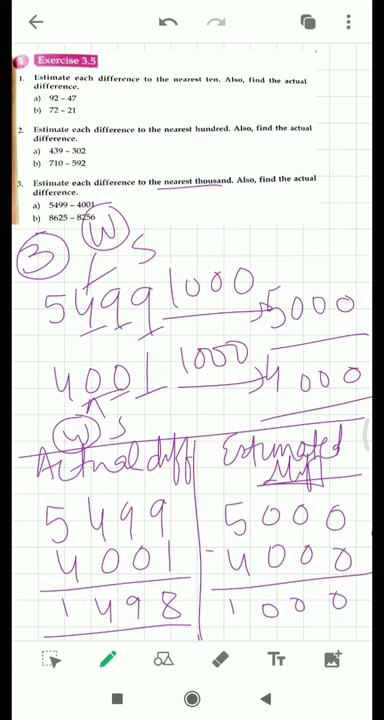 Exercise 3.5
1. Estimate each difference to the nearest ten. Also, find the actual
difference.
a) 92 – 47
b) 72 – 21
2. Estimate each difference to the nearest hundred. Also, find the actual
difference.
a) 439 – 302
b) 710 – 592
3. Estimate each difference to the nearest thousand. Also, find the actual
difference.
a) 5499 – 4001
b) 8625 – 8256
3
5499 1000 5000
4001 1000 4000
S
Actual diff Estimated
5499 5000
4001 - 4000
1498 1000
Tт